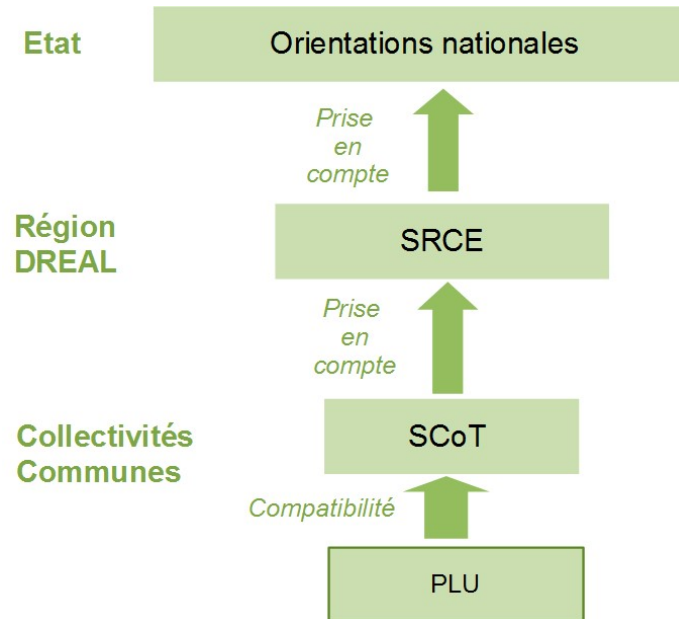 Etat
Orientations nationales
Prise
en
compte
Région
DREAL
SRCE
Prise
en
compte
Collectivités
Communes
SCoT
Compatibilité
PLU